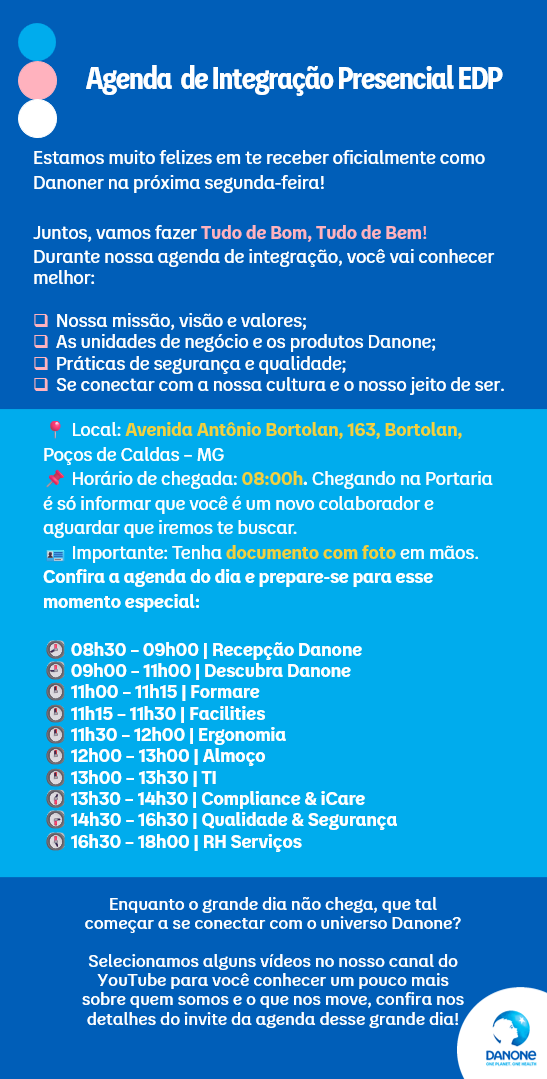 Agenda de Integração Presencial EDP
Estamos muito felizes em te receber oficialmente como
Danoner na próxima segunda-feira!
Juntos, vamos fazer Tudo de Bom, Tudo de Bem!
Durante nossa agenda de integração, você vai conhecer
melhor:
❑ Nossa missão, visão e valores;
❑ As unidades de negócio e os produtos Danone;
❑ Práticas de segurança e qualidade;
❑ Se conectar com a nossa cultura e o nosso jeito de ser.
📍 Local: Avenida Antônio Bortolan, 163, Bortolan,
Poços de Caldas – MG
📌 Horário de chegada: 08:00h. Chegando na Portaria
é só informar que você é um novo colaborador e
aguardar que iremos te buscar.
🪪 Importante: Tenha documento com foto em mãos.
Confira a agenda do dia e prepare-se para esse
momento especial:
08h30 – 09h00 | Recepção Danone
09h00 – 11h00 | Descubra Danone
11h00 – 11h15 | Formare
11h15 – 11h30 | Facilities
11h30 – 12h00 | Ergonomia
12h00 – 13h00 | Almoço
13h00 – 13h30 | TI
13h30 – 14h30 | Compliance & iCare
14h30 – 16h30 | Qualidade & Segurança
16h30 – 18h00 | RH Serviços
Enquanto o grande dia não chega, que tal
começar a se conectar com o universo Danone?
Selecionamos alguns vídeos no nosso canal do
YouTube para você conhecer um pouco mais
sobre quem somos e o que nos move, confira nos
detalhes do invite da agenda desse grande dia!
DANONE
ONE PLANET. ONE HEALTH